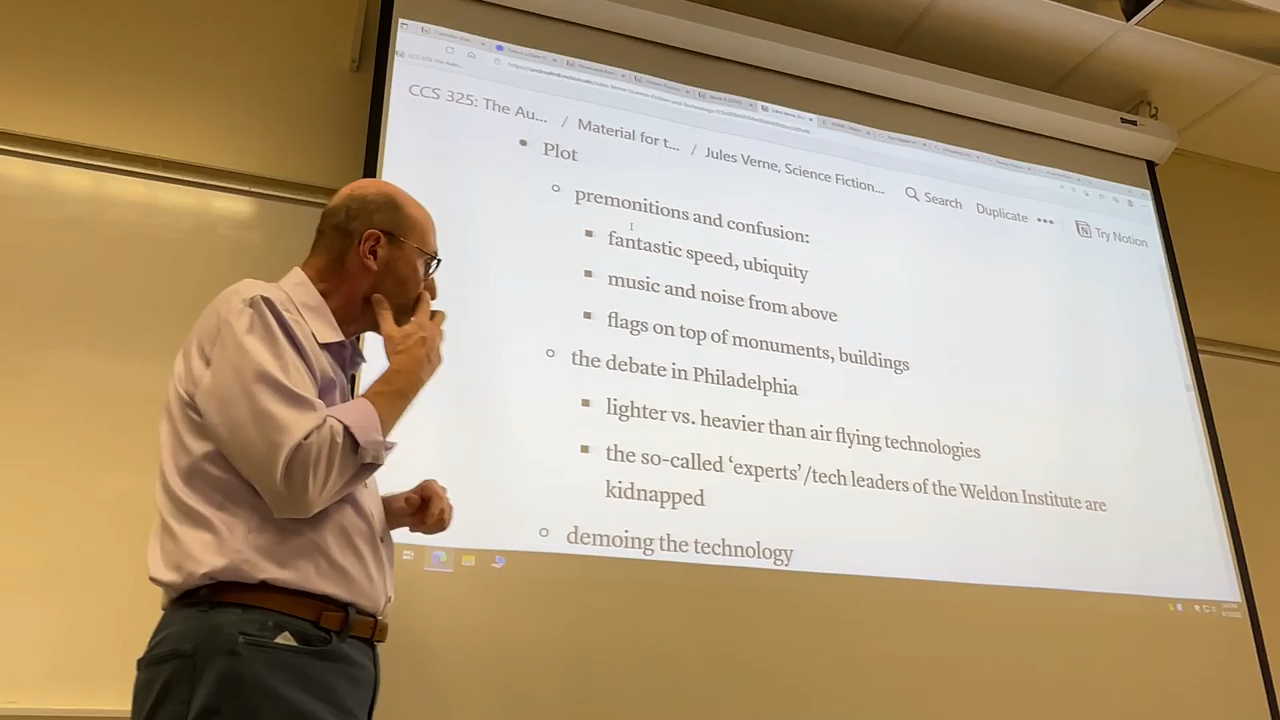 CCS 325: The Au... / Material for t... / Jules Verne, Science Fiction... Search Duplicate ••• Try Notion
• Plot
○ premonitions and confusion:
▪ fantastic speed, ubiquity
▪ music and noise from above
▪ flags on top of monuments, buildings
○ the debate in Philadelphia
▪ lighter vs. heavier than air flying technologies
▪ the so-called ‘experts’/tech leaders of the Weldon Institute are
kidnapped
○ demoing the technology